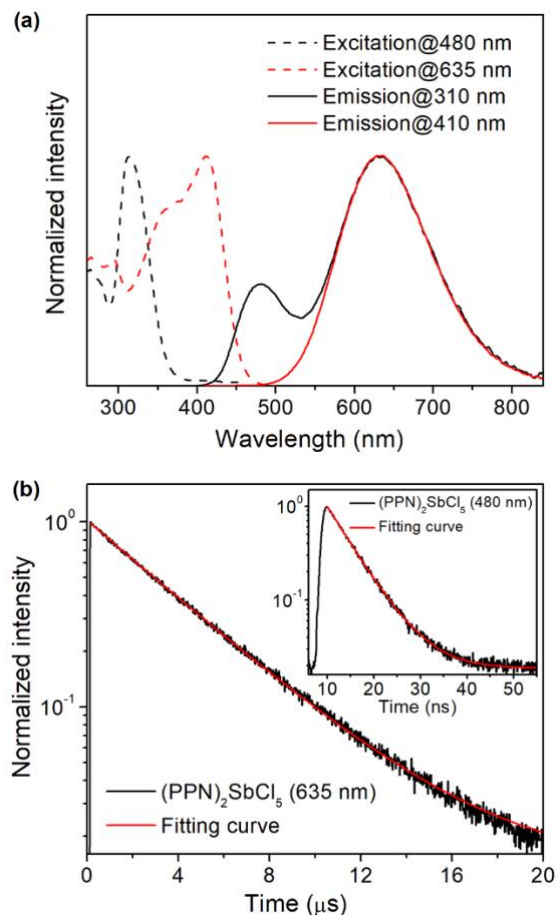 (a)
Excitation@480 nm
Excitation@635 nm
Emission@310 nm
Emission@410 nm
Normalized intensity
300 400 500 600 700 800
Wavelength (nm)
(b)
10⁰
10⁻¹
Normalized intensity
(PPN)₂SbCl₅ (480 nm)
Fitting curve
10⁰
10⁻¹
10 20 30 40 50
Time (ns)
(PPN)₂SbCl₅ (635 nm)
Fitting curve
0 4 8 12 16 20
Time (μs)